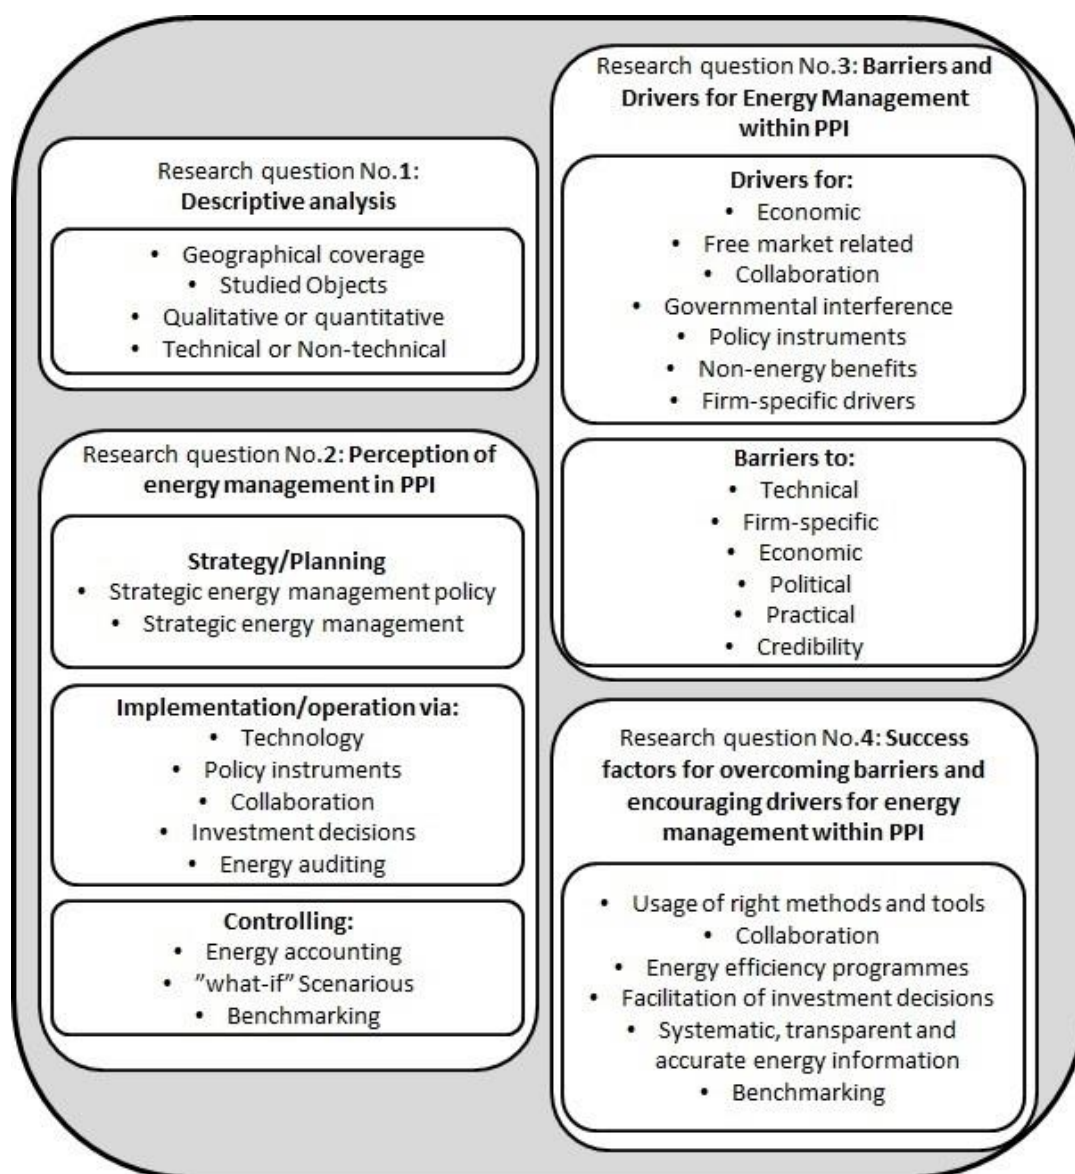 Research question No.1:
Descriptive analysis
• Geographical coverage
• Studied Objects
• Qualitative or quantitative
• Technical or Non-technical
Research question No.2: Perception of
energy management in PPI
Strategy/Planning
• Strategic energy management policy
• Strategic energy management
Implementation/operation via:
• Technology
• Policy instruments
• Collaboration
• Investment decisions
• Energy auditing
Controlling:
• Energy accounting
• ”what-if” Scenarious
• Benchmarking
Research question No.3: Barriers and
Drivers for Energy Management
within PPI
Drivers for:
• Economic
• Free market related
• Collaboration
• Governmental interference
• Policy instruments
• Non-energy benefits
• Firm-specific drivers
Barriers to:
• Technical
• Firm-specific
• Economic
• Political
• Practical
• Credibility
Research question No.4: Success
factors for overcoming barriers and
encouraging drivers for energy
management within PPI
• Usage of right methods and tools
• Collaboration
• Energy efficiency programmes
• Facilitation of investment decisions
• Systematic, transparent and
accurate energy information
• Benchmarking